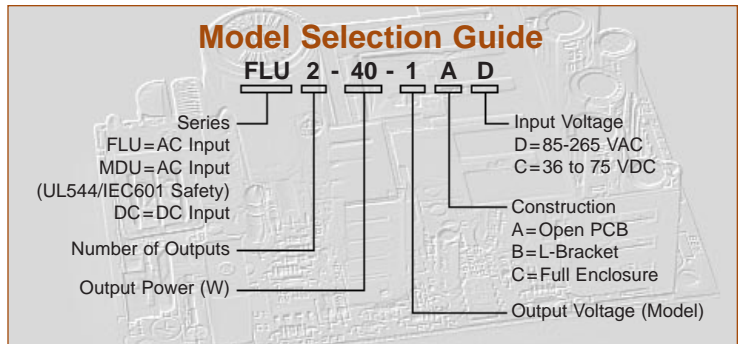 Model Selection Guide
FLU 2 - 40 - 1 A D
Series
FLU=AC Input
MDU=AC Input
(UL544/IEC601 Safety)
DC=DC Input
Number of Outputs
Output Power (W)
Input Voltage
D=85-265 VAC
C=36 to 75 VDC
Construction
A=Open PCB
B=L-Bracket
C=Full Enclosure
Output Voltage (Model)